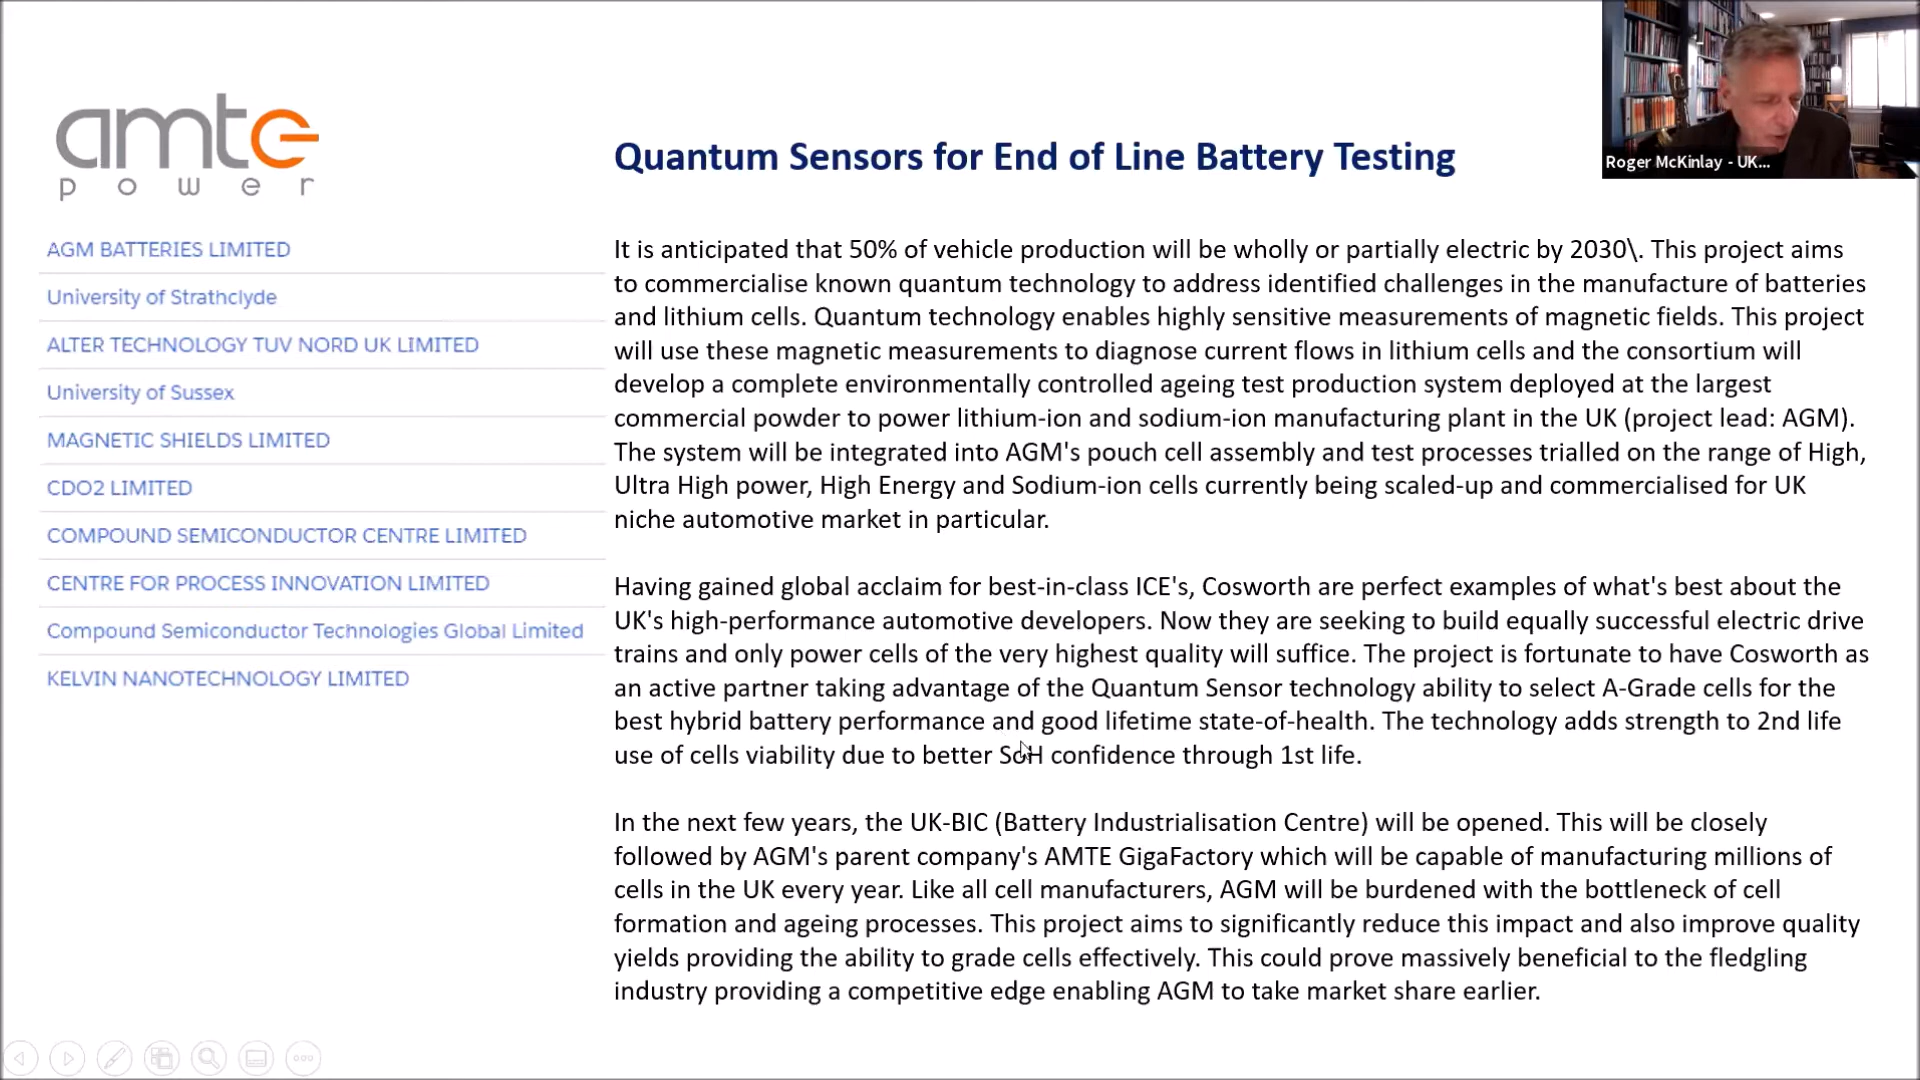 amte
power
AGM BATTERIES LIMITED
University of Strathclyde
ALTER TECHNOLOGY TUV NORD UK LIMITED
University of Sussex
MAGNETIC SHIELDS LIMITED
CDO2 LIMITED
COMPOUND SEMICONDUCTOR CENTRE LIMITED
CENTRE FOR PROCESS INNOVATION LIMITED
Compound Semiconductor Technologies Global Limited
KELVIN NANOTECHNOLOGY LIMITED
Quantum Sensors for End of Line Battery Testing
It is anticipated that 50% of vehicle production will be wholly or partially electric by 2030\. This project aims
to commercialise known quantum technology to address identified challenges in the manufacture of batteries
and lithium cells. Quantum technology enables highly sensitive measurements of magnetic fields. This project
will use these magnetic measurements to diagnose current flows in lithium cells and the consortium will
develop a complete environmentally controlled ageing test production system deployed at the largest
commercial powder to power lithium-ion and sodium-ion manufacturing plant in the UK (project lead: AGM).
The system will be integrated into AGM's pouch cell assembly and test processes trialled on the range of High,
Ultra High power, High Energy and Sodium-ion cells currently being scaled-up and commercialised for UK
niche automotive market in particular.
Having gained global acclaim for best-in-class ICE's, Cosworth are perfect examples of what's best about the
UK's high-performance automotive developers. Now they are seeking to build equally successful electric drive
trains and only power cells of the very highest quality will suffice. The project is fortunate to have Cosworth as
an active partner taking advantage of the Quantum Sensor technology ability to select A-Grade cells for the
best hybrid battery performance and good lifetime state-of-health. The technology adds strength to 2nd life
use of cells viability due to better SoH confidence through 1st life.
In the next few years, the UK-BIC (Battery Industrialisation Centre) will be opened. This will be closely
followed by AGM's parent company's AMTE GigaFactory which will be capable of manufacturing millions of
cells in the UK every year. Like all cell manufacturers, AGM will be burdened with the bottleneck of cell
formation and ageing processes. This project aims to significantly reduce this impact and also improve quality
yields providing the ability to grade cells effectively. This could prove massively beneficial to the fledgling
industry providing a competitive edge enabling AGM to take market share earlier.
Roger McKinlay - UK...